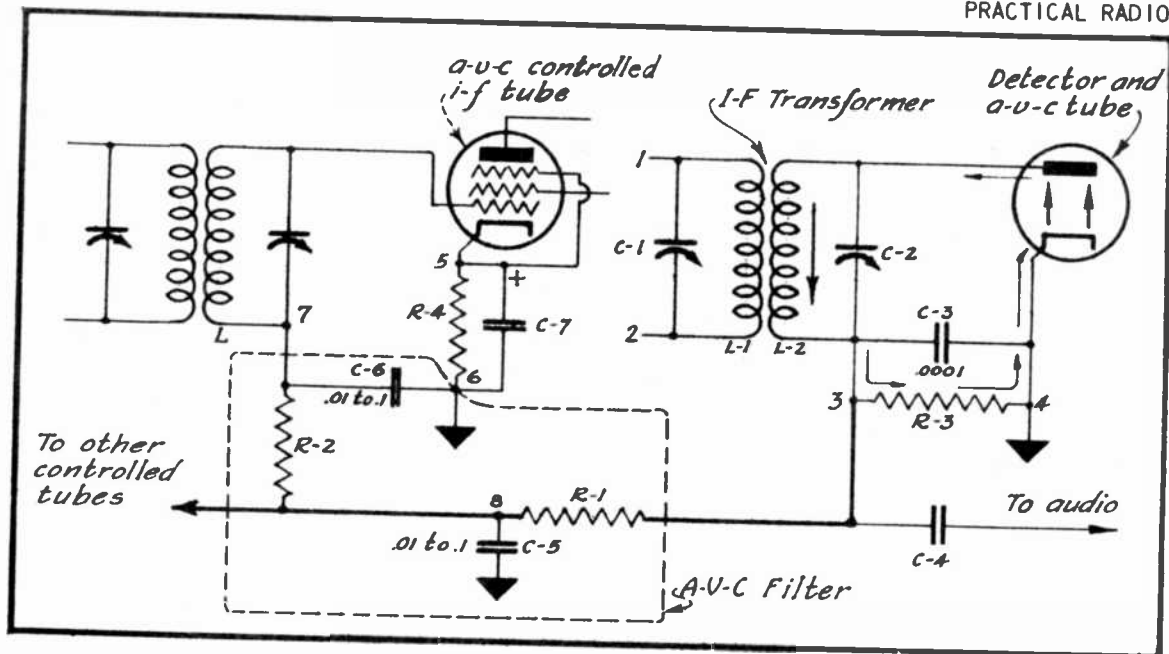 PRACTICAL RADIO
a-v-c controlled
i-f tube
I-F Transformer
Detector and
a-v-c tube
1
C-1
2
L-1
L-2
C-2
C-3
.0001
3
R-3
4
L
7
5
+
R-4
C-7
6
C-6
.01 to .1
R-2
To other
controlled
tubes
8
R-1
.01 to .1
C-5
C-4
To audio
A-V-C Filter